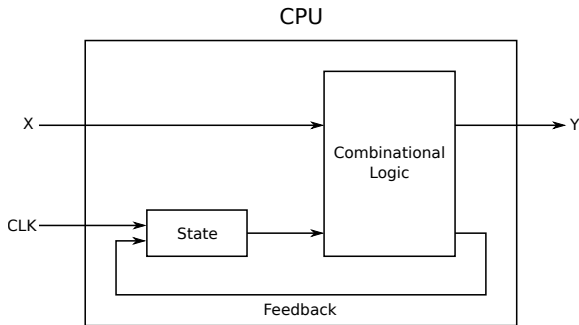 CPU
X
Combinational
Logic
Y
CLK
State
Feedback